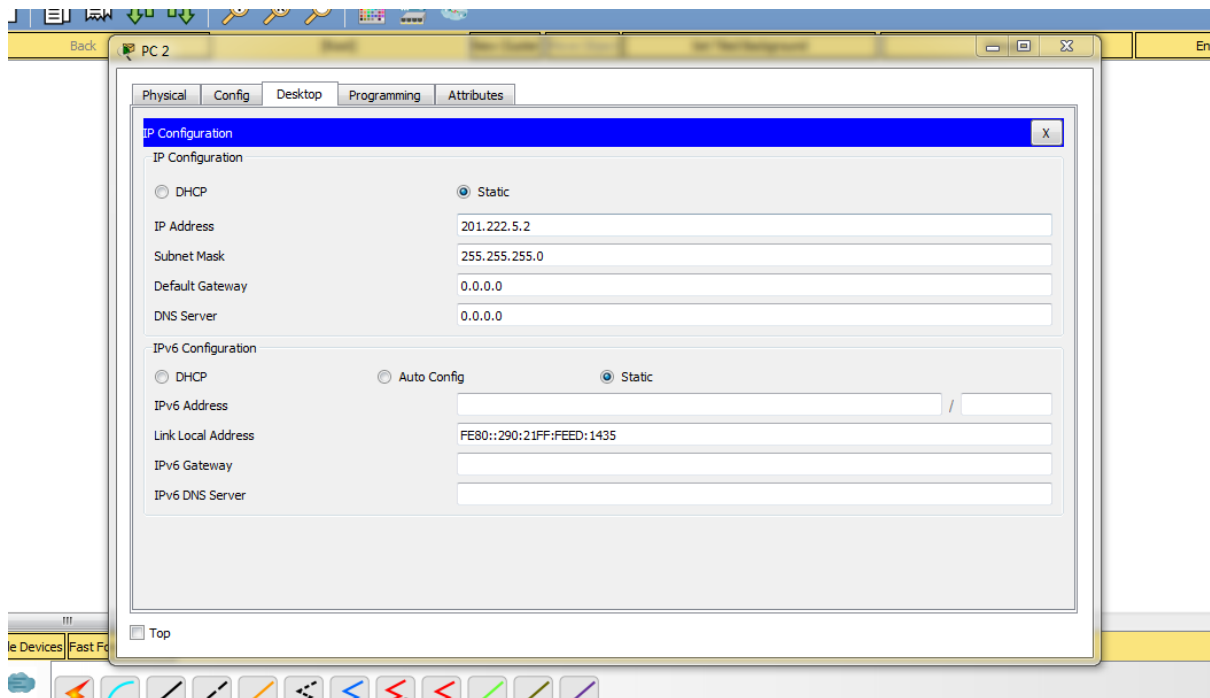 Back
PC 2
En
Physical Config Desktop Programming Attributes
IP Configuration X
IP Configuration
DHCP Static
IP Address 201.222.5.2
Subnet Mask 255.255.255.0
Default Gateway 0.0.0.0
DNS Server 0.0.0.0
IPv6 Configuration
DHCP Auto Config Static
IPv6 Address /
Link Local Address FE80::290:21FF:FEED:1435
IPv6 Gateway
IPv6 DNS Server
Top
le Devices Fast Fo